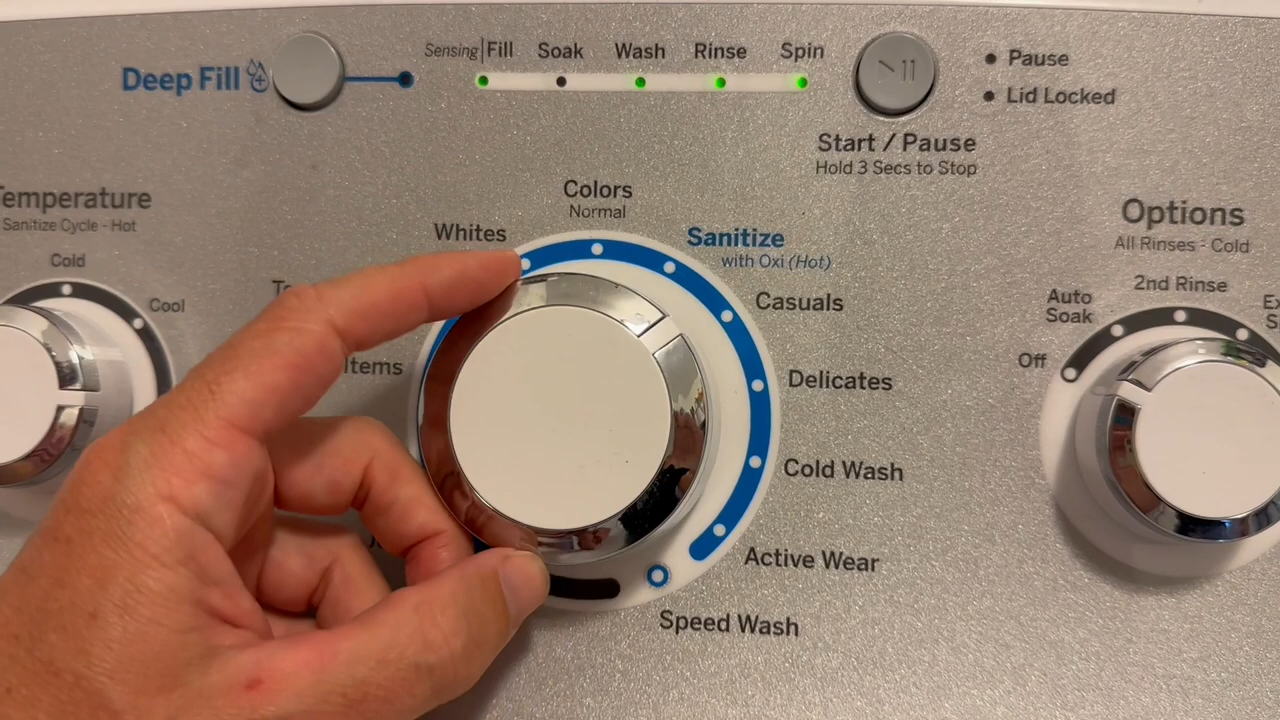 Sensing Fill Soak Wash Rinse Spin
Deep Fill
Pause
Lid Locked
Start / Pause
Hold 3 Secs to Stop
Temperature
Sanitize Cycle - Hot
Cold
Cool
Colors
Normal
Whites
Sanitize
with Oxi (Hot)
Casuals
Items
Delicates
Cold Wash
Active Wear
Speed Wash
Options
All Rinses - Cold
2nd Rinse
Auto
Soak
Off